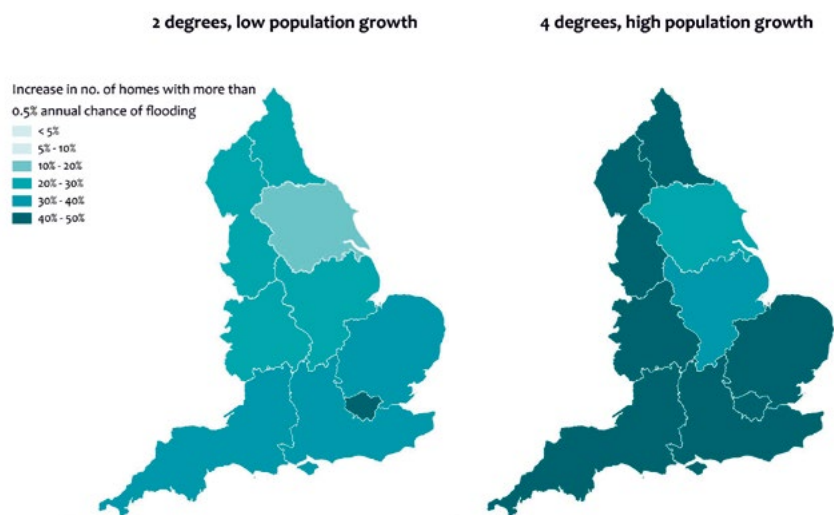 2 degrees, low population growth
4 degrees, high population growth
Increase in no. of homes with more than
0.5% annual chance of flooding
< 5%
5% - 10%
10% - 20%
20% - 30%
30% - 40%
40% - 50%